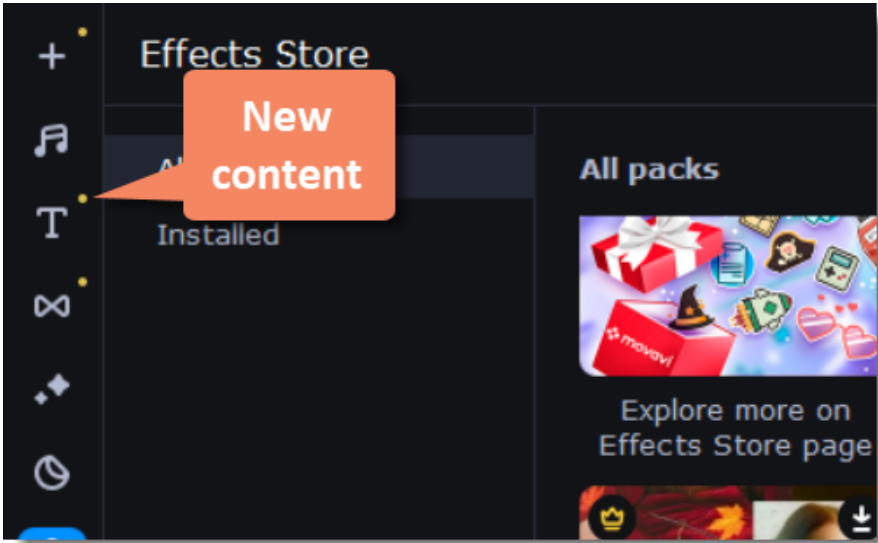 Effects Store
New
content
Installed
All packs
movavi
Explore more on
Effects Store page